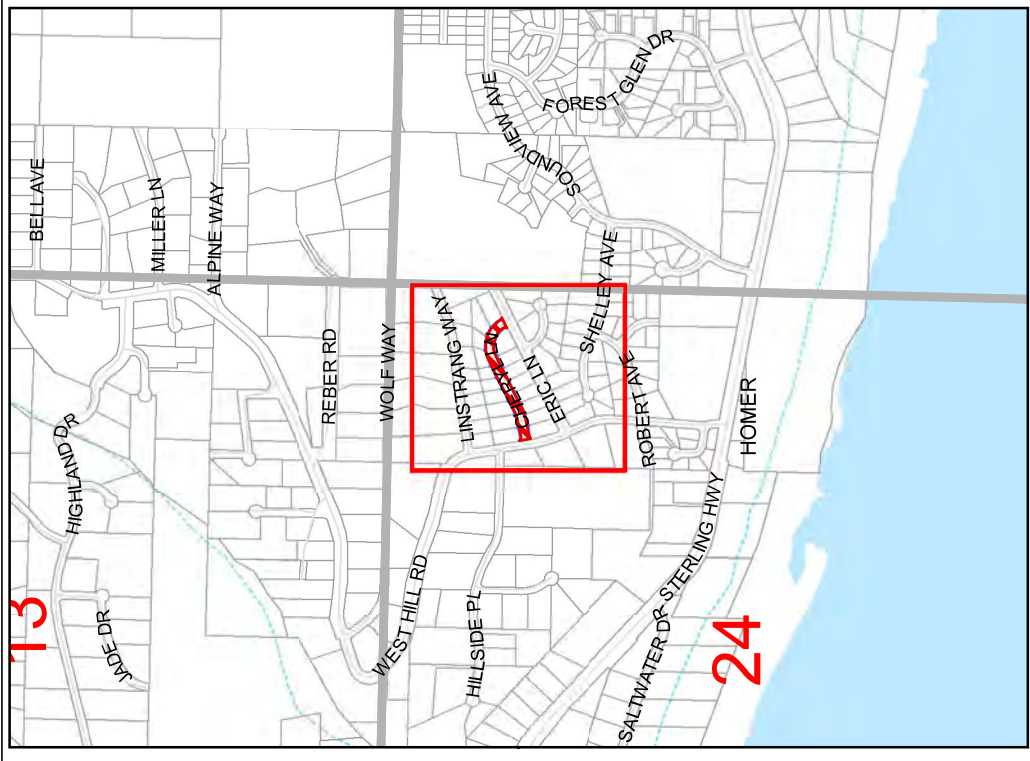 FOREST GLEN DR
SOUNDVIEW AVE
BELL AVE
MILLER LN
ALPINE WAY
SHELLEY AVE
REBER RD
WOLF WAY
LINSTRANG WAY
CHERYL LN
ERIC LN
ROBERT AVE
HOMER
HIGHLAND DR
STERLING HWY
WEST HILL RD
HILLSIDE PL
SALTWATER DR
JADE DR
13
24